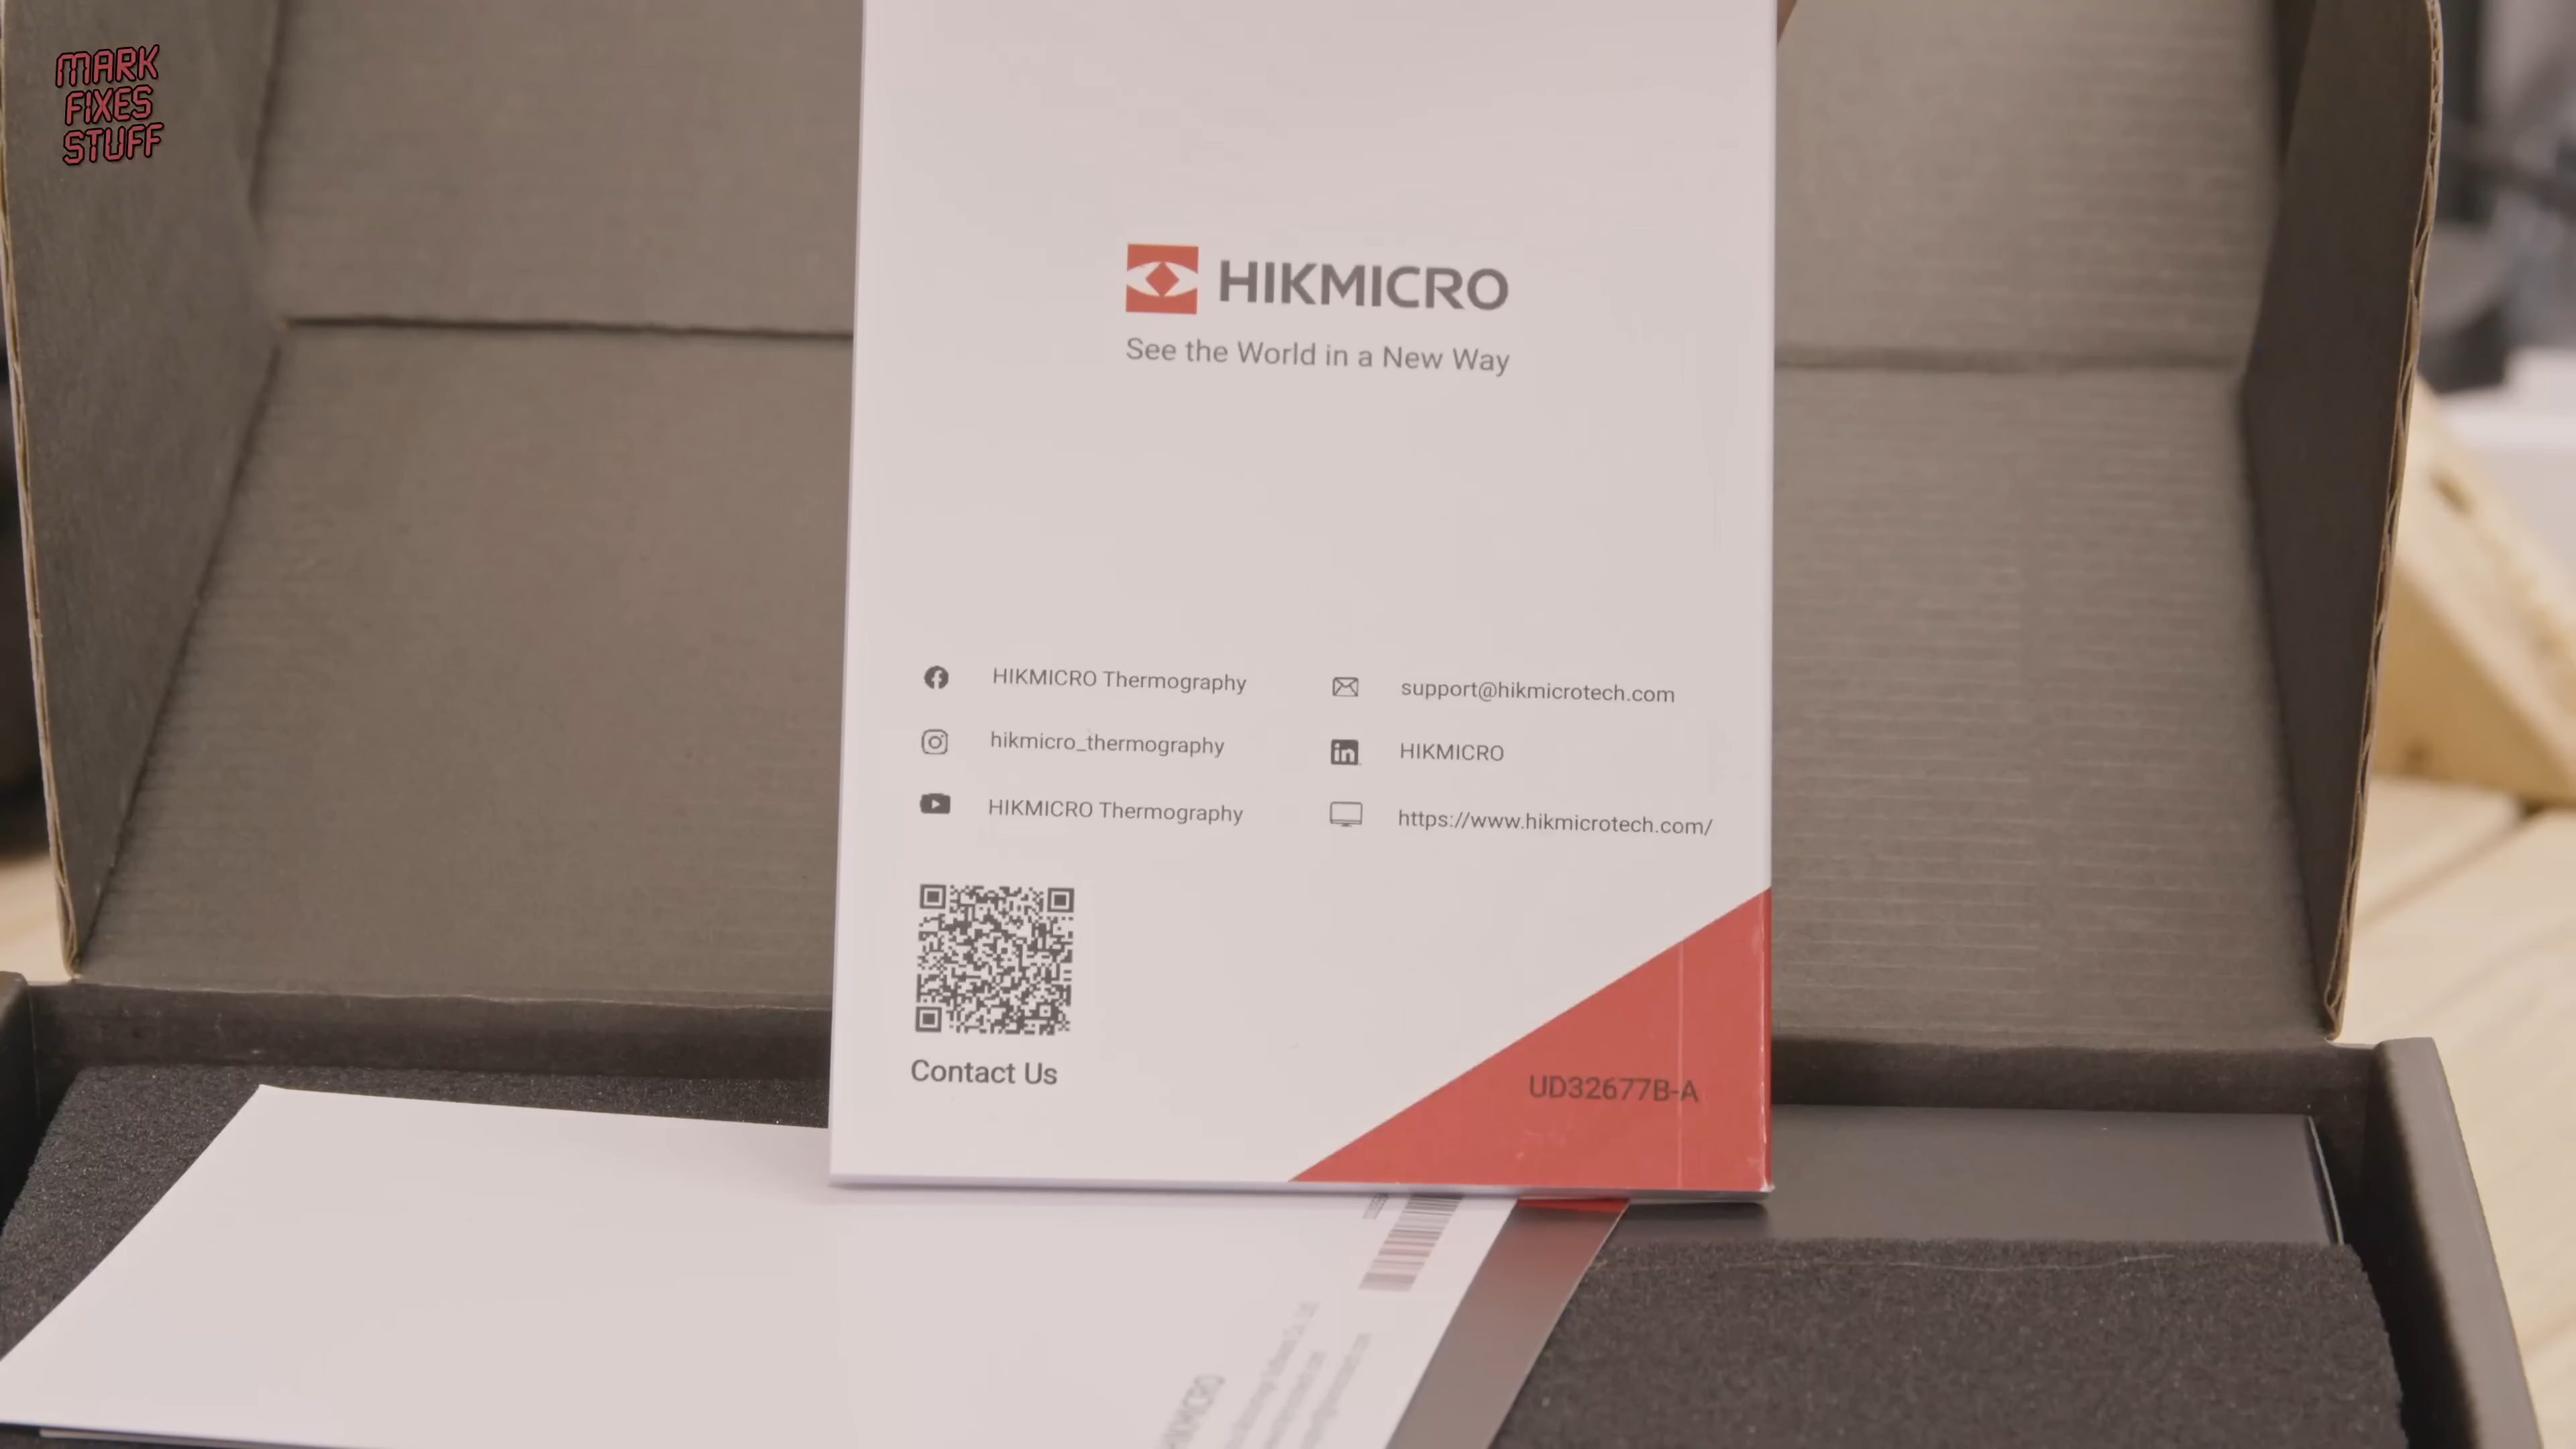 MARK
FIXES
STUFF
HIKMICRO
See the World in a New Way
HIKMICRO Thermography
hikmicro_thermography
HIKMICRO Thermography
support@hikmicrotech.com
HIKMICRO
https://www.hikmicrotech.com/
Contact Us
UD32677B-A
HIKMICRO